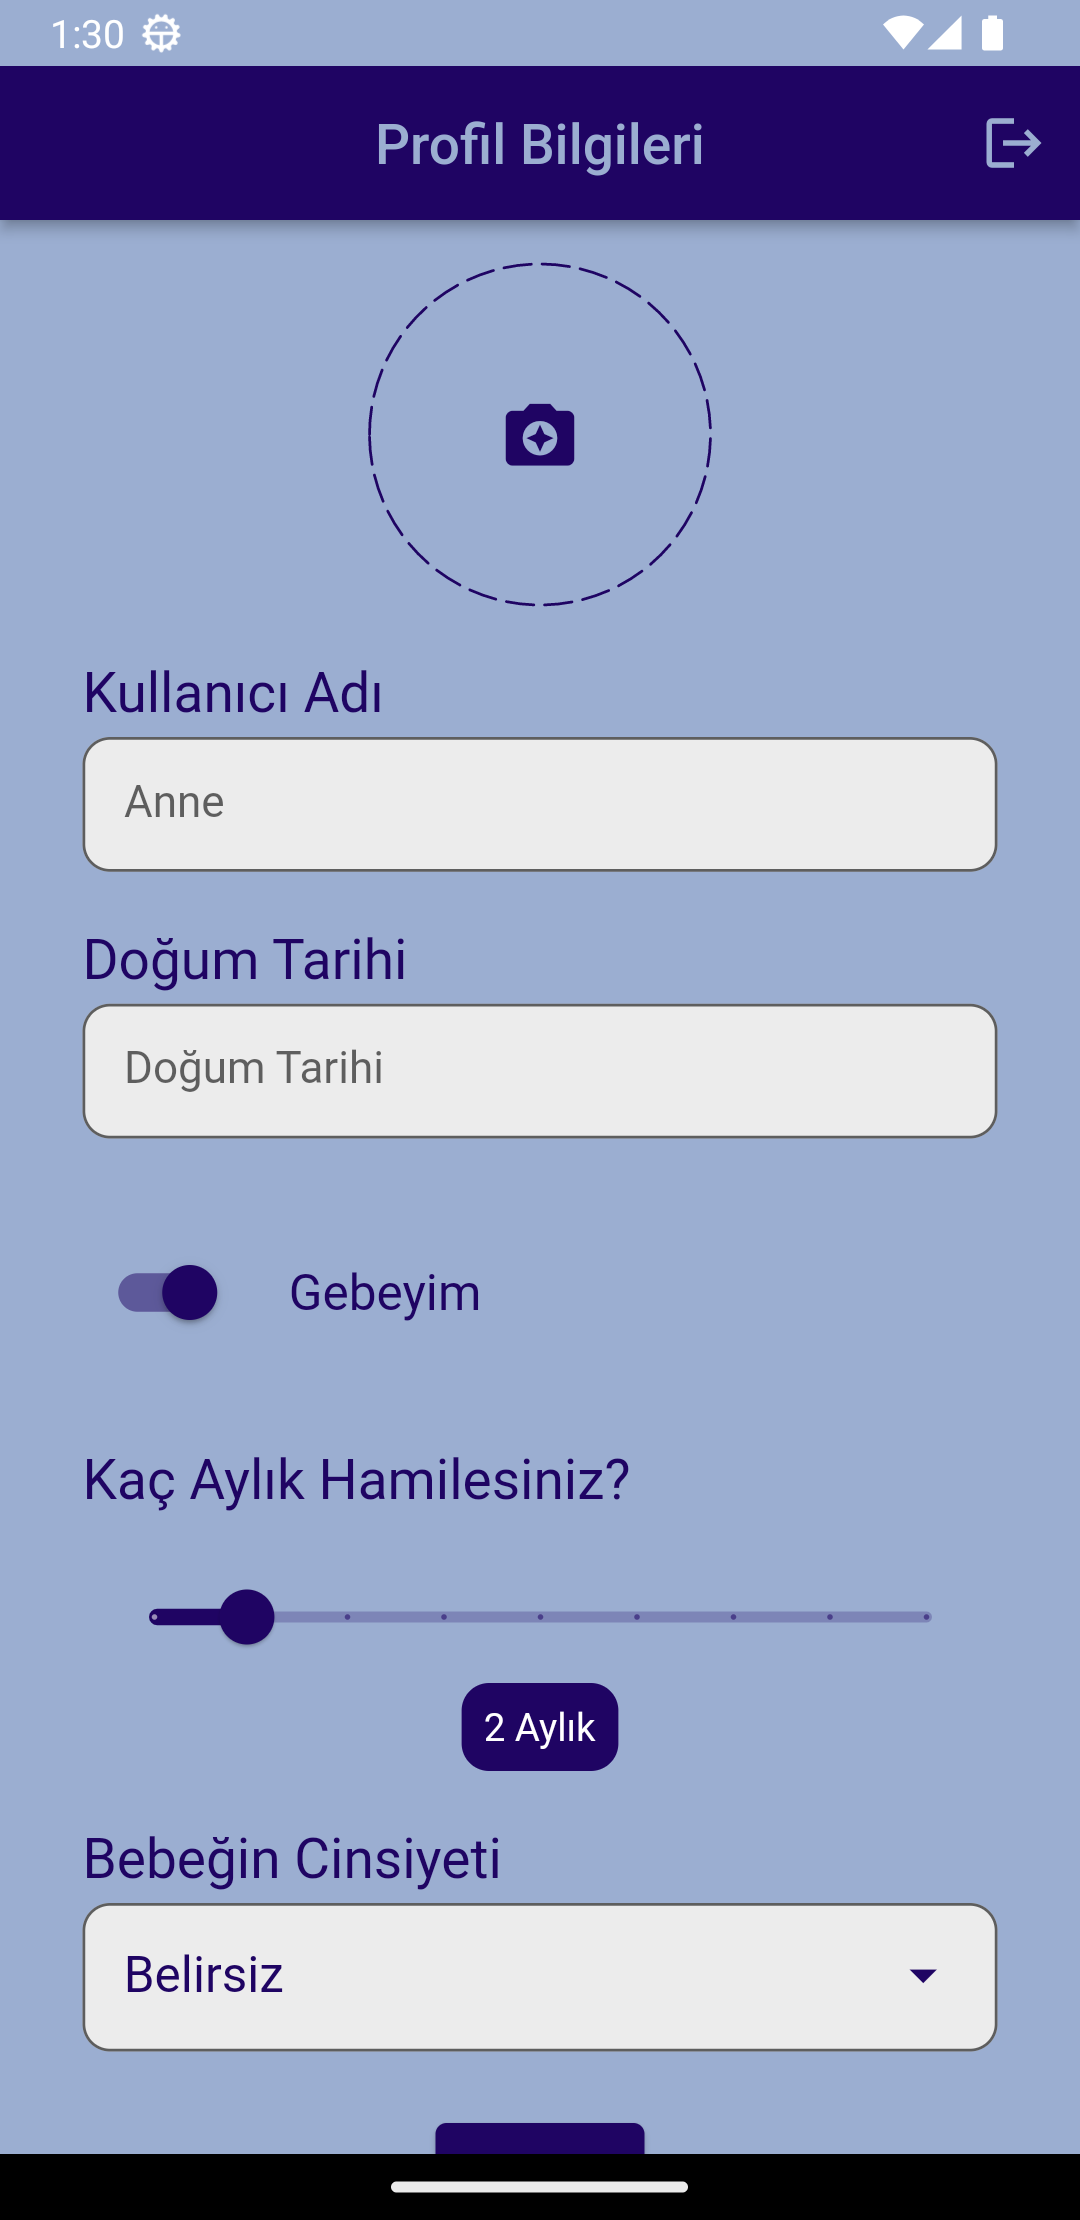 1:30
Profil Bilgileri
Kullanıcı Adı
Anne
Doğum Tarihi
Doğum Tarihi
Gebeyim
Kaç Aylık Hamilesiniz?
2 Aylık
Bebeğin Cinsiyeti
Belirsiz